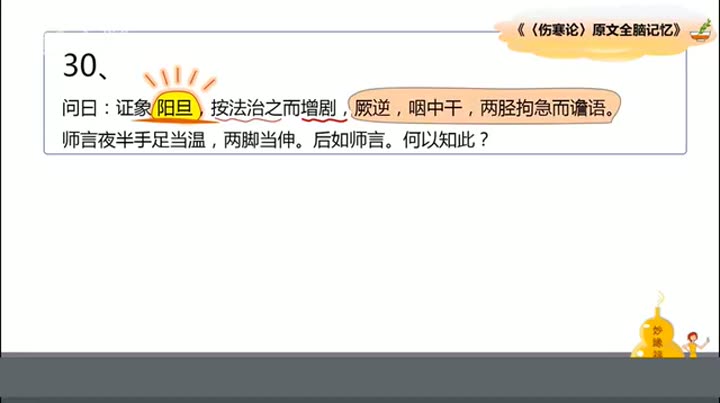 《〈伤寒论〉原文全脑记忆》
30、
问曰：证象阳旦，按法治之而增剧，厥逆，咽中干，两胫拘急而谵语。
师言夜半手足当温，两脚当伸。后如师言。何以知此？
妙
缘